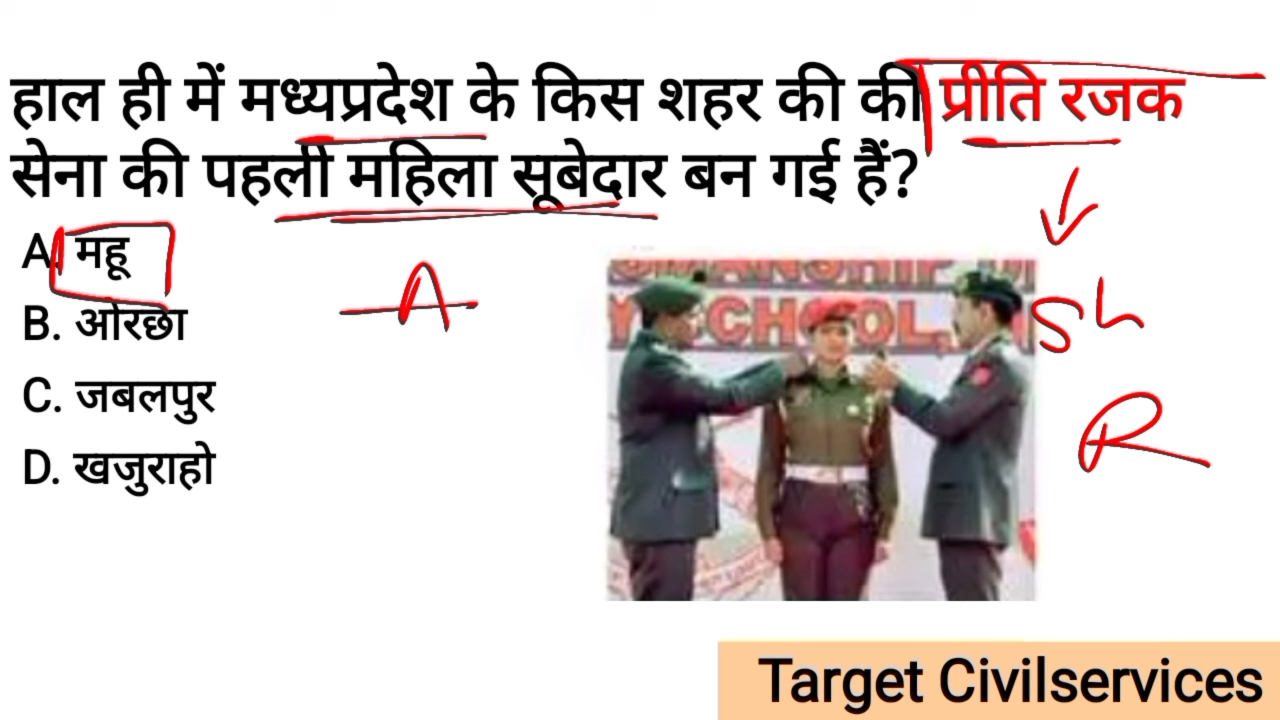 हाल ही में मध्यप्रदेश के किस शहर की की प्रीति रजक
सेना की पहली महिला सूबेदार बन गई हैं?
A. महू
A
B. ओरछा
C. जबलपुर
D. खजुराहो
SCHOOL,
Sh
R
Target Civilservices